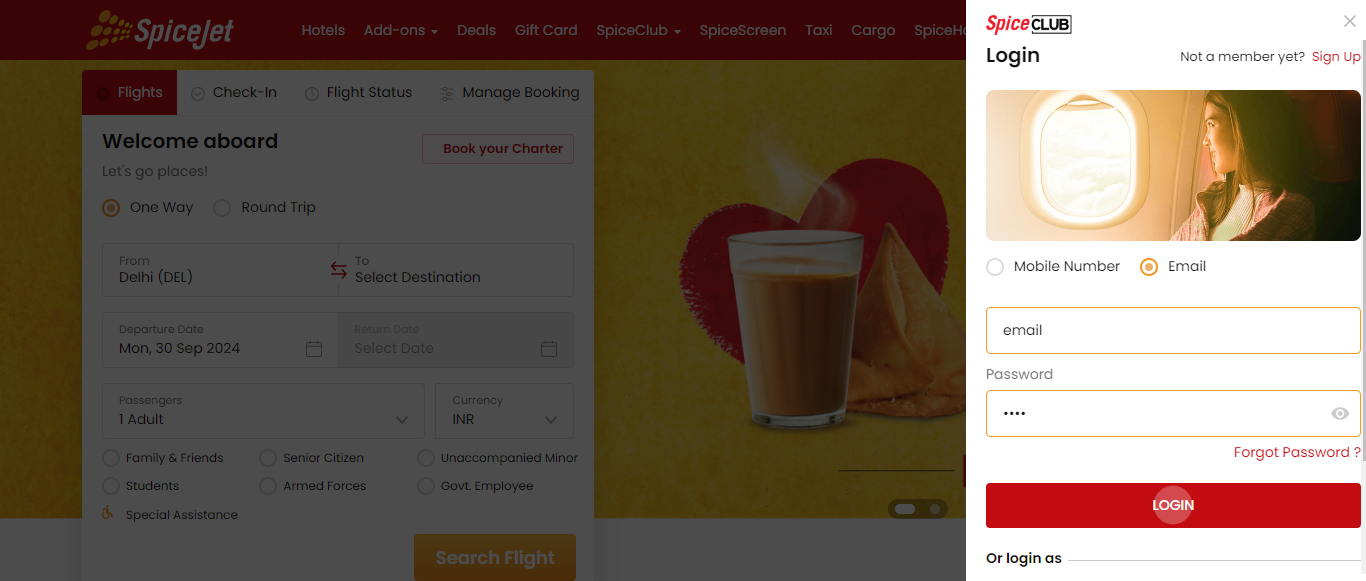 SpiceJet
Hotels Add-ons Deals Gift Card SpiceClub SpiceScreen Taxi Cargo
Flights Check-In Flight Status Manage Booking
Welcome aboard
Book your Charter
Let's go places!
One Way Round Trip
From
Delhi (DEL)
To
Select Destination
Departure Date
Mon, 30 Sep 2024
Return Date
Select Date
Passengers
1 Adult
Currency
INR
Family & Friends Senior Citizen Unaccompanied Minor
Students Armed Forces Govt. Employee
Special Assistance
Search Flight
SpiceCLUB
Login
Not a member yet? Sign Up
Mobile Number Email
email
Password
••••
Forgot Password ?
LOGIN
Or login as